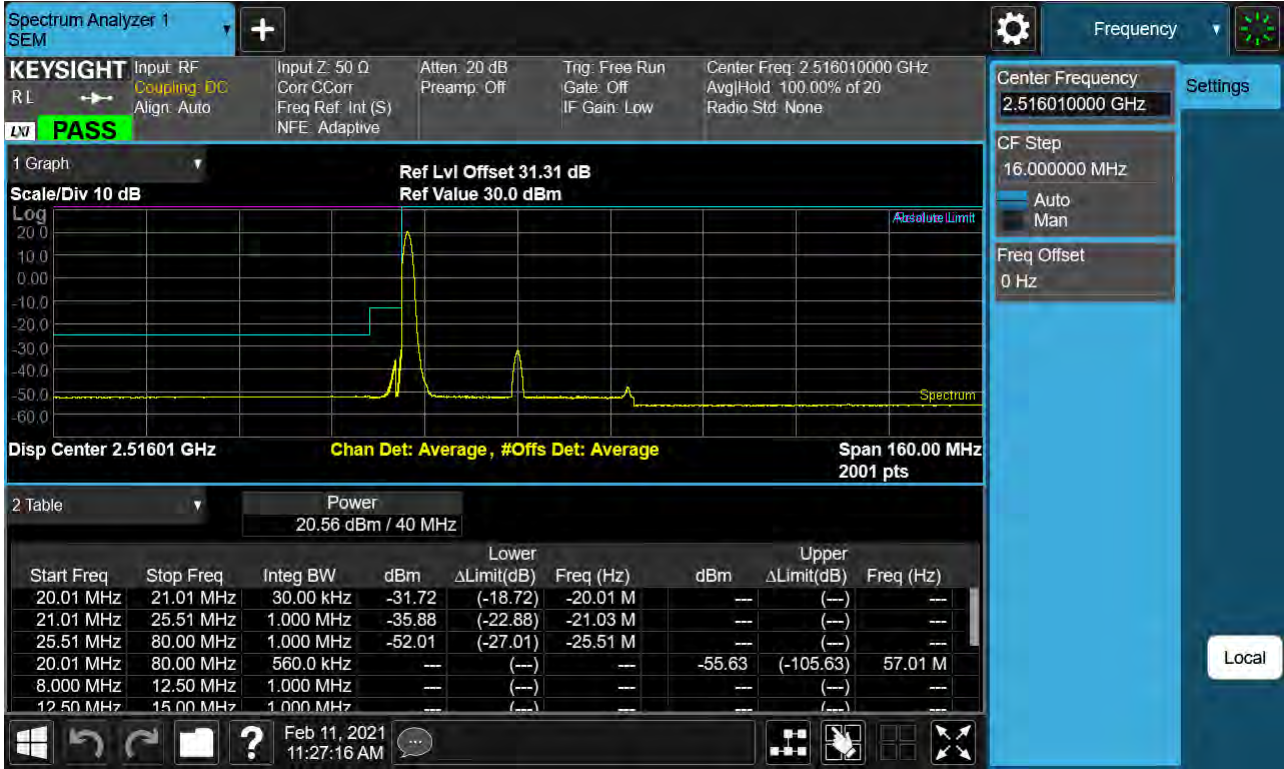 Spectrum Analyzer 1
SEM
+
Frequency
KEYSIGHT
R L
LXI
PASS
Input: RF
Coupling: DC
Align: Auto
Input Z: 50 Ω
Corr CCorr
Freq Ref: Int (S)
NFE: Adaptive
Atten: 20 dB
Preamp: Off
Trig: Free Run
Gate: Off
IF Gain: Low
Center Freq: 2.516010000 GHz
Avg|Hold: 100.00% of 20
Radio Std: None
Center Frequency
2.516010000 GHz
Settings
CF Step
16.000000 MHz
Auto
Man
Freq Offset
0 Hz
Local
1 Graph
Scale/Div 10 dB
Ref Lvl Offset 31.31 dB
Ref Value 30.0 dBm
Log
20.0
10.0
0.00
-10.0
-20.0
-30.0
-40.0
-50.0
-60.0
Limit
Spectrum
Disp Center 2.51601 GHz
Chan Det: Average, #Offs Det: Average
Span 160.00 MHz
2001 pts
2 Table
Power
20.56 dBm / 40 MHz
Lower Upper
Start Freq Stop Freq Integ BW dBm ΔLimit(dB) Freq (Hz) dBm ΔLimit(dB) Freq (Hz)
20.01 MHz 21.01 MHz 30.00 kHz -31.72 (-18.72) -20.01 M --- (---) ---
21.01 MHz 25.51 MHz 1.000 MHz -35.88 (-22.88) -21.03 M --- (---) ---
25.51 MHz 80.00 MHz 1.000 MHz -52.01 (-27.01) -25.51 M --- (---) ---
20.01 MHz 80.00 MHz 560.0 kHz --- (---) --- -55.63 (-105.63) 57.01 M
8.000 MHz 12.50 MHz 1.000 MHz --- (---) --- --- (---) ---
12.50 MHz 15.00 MHz 1.000 MHz --- (---) --- --- (---) ---
?
Feb 11, 2021
11:27:16 AM